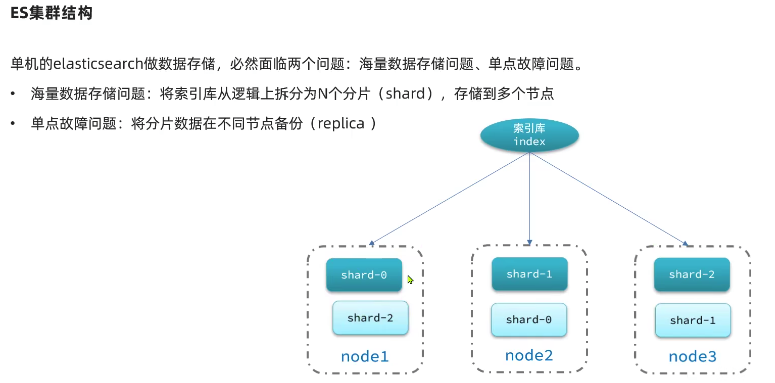 ES集群结构
单机的elasticsearch做数据存储，必然面临两个问题：海量数据存储问题、单点故障问题。
• 海量数据存储问题：将索引库从逻辑上拆分为N个分片（shard），存储到多个节点
• 单点故障问题：将分片数据在不同节点备份（replica ）
索引库
index
shard-0
shard-2
node1
shard-1
shard-0
node2
shard-2
shard-1
node3